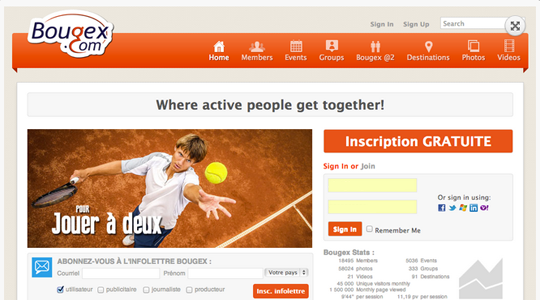 Bougex
.com
Sign In Sign Up Search
Home Members Events Groups Bougex @2 Destinations Photos Videos
Where active people get together!
POUR
Jouer à deux
Inscription GRATUITE
Sign In or Join
Or sign in using:
Sign In Remember Me
ABONNEZ-VOUS À L'INFOLETTRE BOUGEX :
Courriel Prénom Votre pays
utilisateur publicitaire journaliste producteur Insc. infolettre
Bougex Stats :
18485 Members 5036 Events
58024 photos 333 Groups
21 Videos 81 Destinations
45 000 Unique visitors monthly
1 500 000 Monthly page viewed
9'44" per session 11,19 pv per session